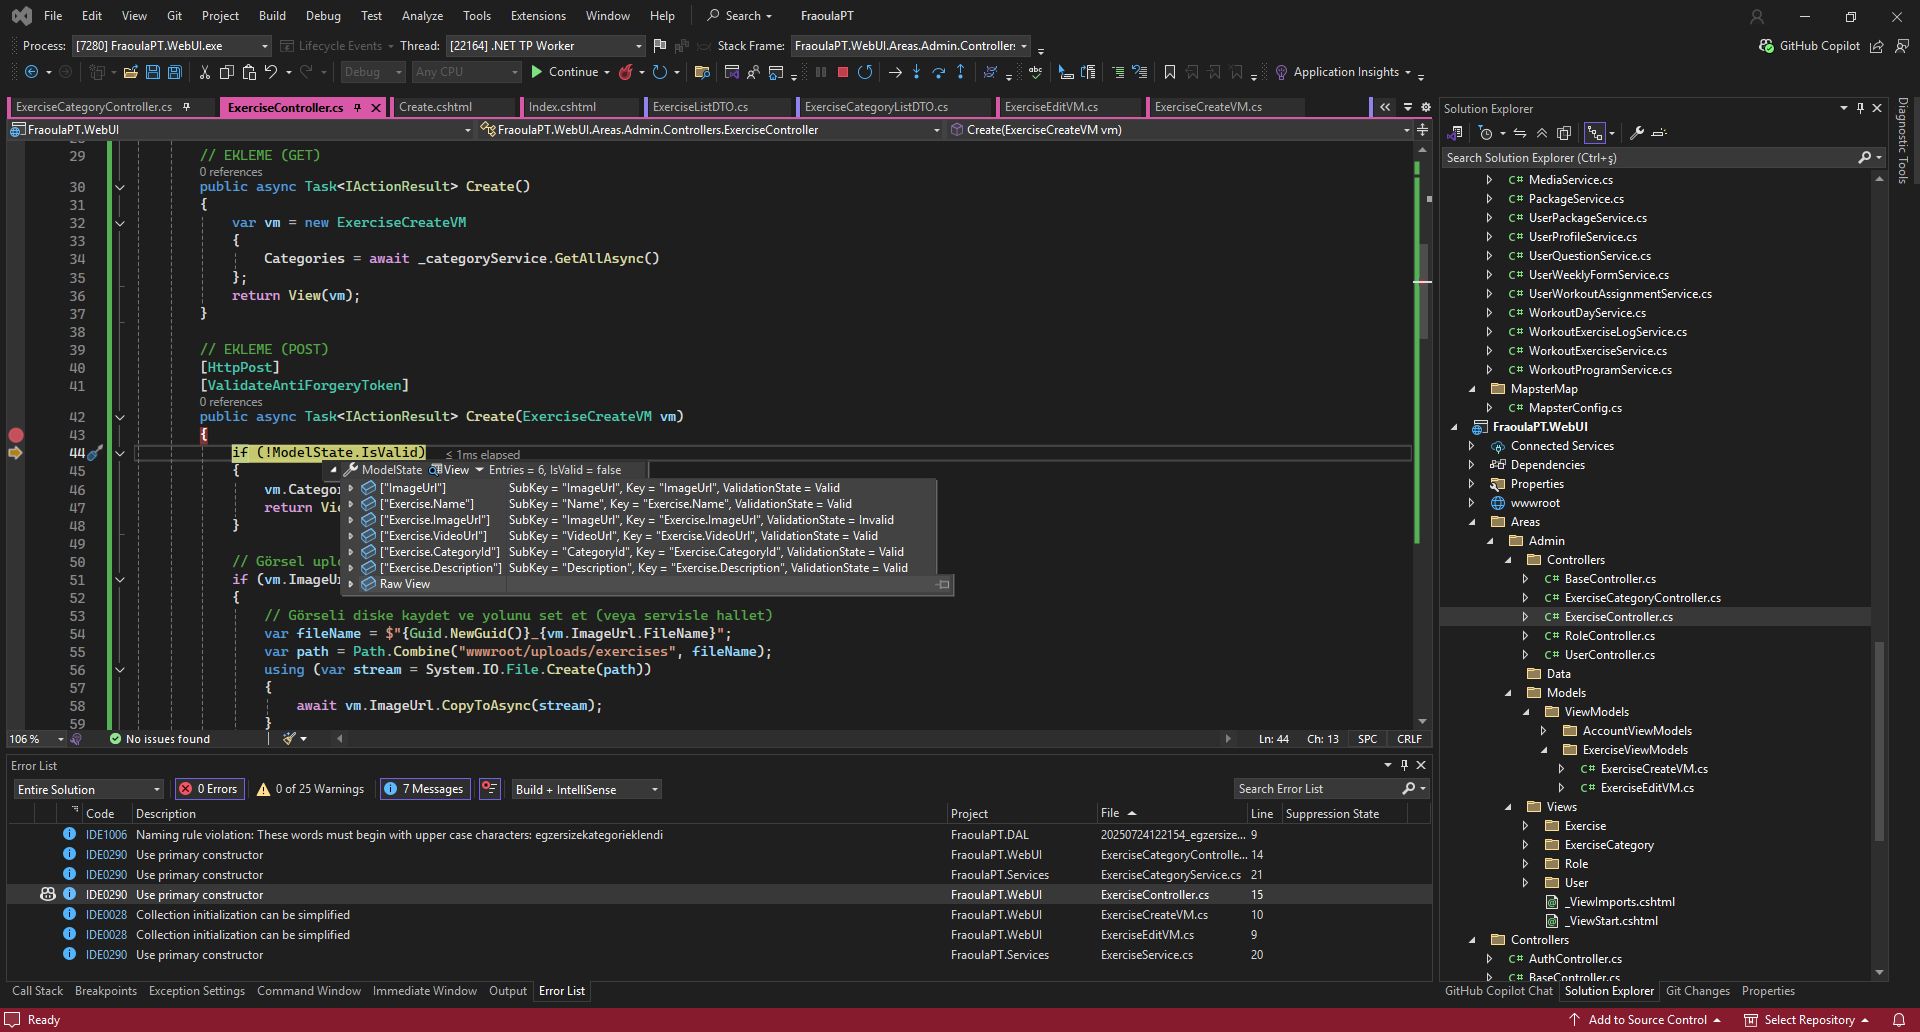 File Edit View Git Project Build Debug Test Analyze Tools Extensions Window Help Search FraoulaPT
Process: [7280] FraoulaPT.WebUI.exe Lifecycle Events Thread: [22164] .NET TP Worker Stack Frame: FraoulaPT.WebUI.Areas.Admin.Controllers GitHub Copilot
Debug Any CPU Continue Application Insights
ExerciseCategoryController.cs ExerciseController.cs Create.cshtml Index.cshtml ExerciseListDTO.cs ExerciseCategoryListDTO.cs ExerciseEditVM.cs ExerciseCreateVM.cs
FraoulaPT.WebUI FraoulaPT.WebUI.Areas.Admin.Controllers.ExerciseController Create(ExerciseCreateVM vm)
29 // EKLEME (GET)
0 references
30 public async Task<IActionResult> Create()
31 {
32 var vm = new ExerciseCreateVM
33 {
34 Categories = await _categoryService.GetAllAsync()
35 };
36 return View(vm);
37 }
38
39 // EKLEME (POST)
40 [HttpPost]
41 [ValidateAntiForgeryToken]
0 references
42 public async Task<IActionResult> Create(ExerciseCreateVM vm)
43 {
44 if (!ModelState.IsValid) ≤ 1ms elapsed
45 {
ModelState View Entries = 6, IsValid = false
46 vm.Catego
["ImageUrl"] SubKey = "ImageUrl", Key = "ImageUrl", ValidationState = Valid
47 return Vie
["Exercise.Name"] SubKey = "Name", Key = "Exercise.Name", ValidationState = Valid
48 }
["Exercise.ImageUrl"] SubKey = "ImageUrl", Key = "Exercise.ImageUrl", ValidationState = Invalid
49
["Exercise.VideoUrl"] SubKey = "VideoUrl", Key = "Exercise.VideoUrl", ValidationState = Valid
["Exercise.CategoryId"] SubKey = "CategoryId", Key = "Exercise.CategoryId", ValidationState = Valid
50 // Görsel uplo
["Exercise.Description"] SubKey = "Description", Key = "Exercise.Description", ValidationState = Valid
51 if (vm.ImageUr
Raw View
52 {
53 // Görseli diske kaydet ve yolunu set et (veya servisle hallet)
54 var fileName = $"{Guid.NewGuid()}_{vm.ImageUrl.FileName}";
55 var path = Path.Combine("wwwroot/uploads/exercises", fileName);
56 using (var stream = System.IO.File.Create(path))
57 {
58 await vm.ImageUrl.CopyToAsync(stream);
59 }
106 % No issues found Ln: 44 Ch: 13 SPC CRLF
Error List
Entire Solution 0 Errors 0 of 25 Warnings 7 Messages Build + IntelliSense Search Error List
Code Description Project File Line Suppression State
IDE1006 Naming rule violation: These words must begin with upper case characters: egzersizekategorieklendi FraoulaPT.DAL 20250724122154_egzersize... 9
IDE0290 Use primary constructor FraoulaPT.WebUI ExerciseCategoryControlle... 14
IDE0290 Use primary constructor FraoulaPT.Services ExerciseCategoryService.cs 21
IDE0290 Use primary constructor FraoulaPT.WebUI ExerciseController.cs 15
IDE0028 Collection initialization can be simplified FraoulaPT.WebUI ExerciseCreateVM.cs 10
IDE0028 Collection initialization can be simplified FraoulaPT.WebUI ExerciseEditVM.cs 9
IDE0290 Use primary constructor FraoulaPT.Services ExerciseService.cs 20
Call Stack Breakpoints Exception Settings Command Window Immediate Window Output Error List
Solution Explorer
Search Solution Explorer (Ctrl+ş)
C# MediaService.cs
C# PackageService.cs
C# UserPackageService.cs
C# UserProfileService.cs
C# UserQuestionService.cs
C# UserWeeklyFormService.cs
C# UserWorkoutAssignmentService.cs
C# WorkoutDayService.cs
C# WorkoutExerciseLogService.cs
C# WorkoutExerciseService.cs
C# WorkoutProgramService.cs
MapsterMap
C# MapsterConfig.cs
FraoulaPT.WebUI
Connected Services
Dependencies
Properties
wwwroot
Areas
Admin
Controllers
C# BaseController.cs
C# ExerciseCategoryController.cs
C# ExerciseController.cs
C# RoleController.cs
C# UserController.cs
Data
Models
ViewModels
AccountViewModels
ExerciseViewModels
C# ExerciseCreateVM.cs
C# ExerciseEditVM.cs
Views
Exercise
ExerciseCategory
Role
User
_ViewImports.cshtml
_ViewStart.cshtml
Controllers
C# AuthController.cs
C# BaseController.cs
GitHub Copilot Chat Solution Explorer Git Changes Properties
Diagnostic Tools
Ready Add to Source Control Select Repository